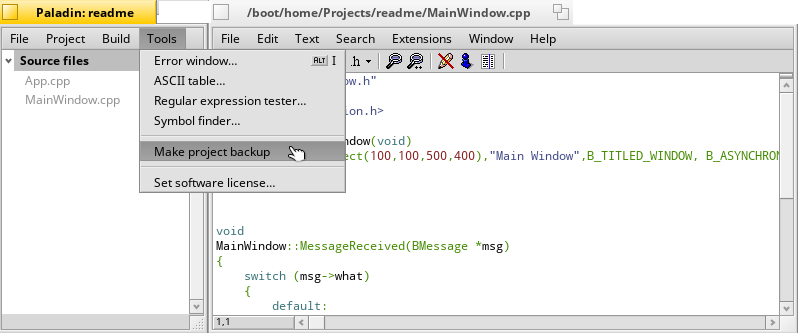 Paladin: readme
File Project Build Tools
Source files
App.cpp
MainWindow.cpp
Error window... ALT I
ASCII table...
Regular expression tester...
Symbol finder...
Make project backup
Set software license...
/boot/home/Projects/readme/MainWindow.cpp
File Edit Text Search Extensions Window Help
.h
ow.h"
ion.h>
ndow(void)
ect(100,100,500,400),"Main Window",B_TITLED_WINDOW, B_ASYNCHRON
void
MainWindow::MessageReceived(BMessage *msg)
{
switch (msg->what)
{
default:
1,1